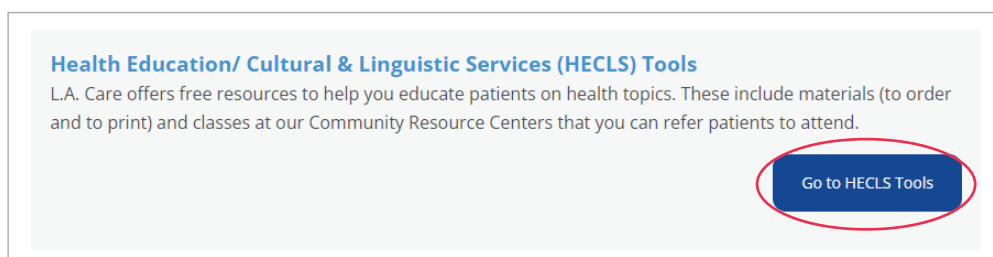 Health Education/ Cultural & Linguistic Services (HECLS) Tools
L.A. Care offers free resources to help you educate patients on health topics. These include materials (to order
and to print) and classes at our Community Resource Centers that you can refer patients to attend.
Go to HECLS Tools